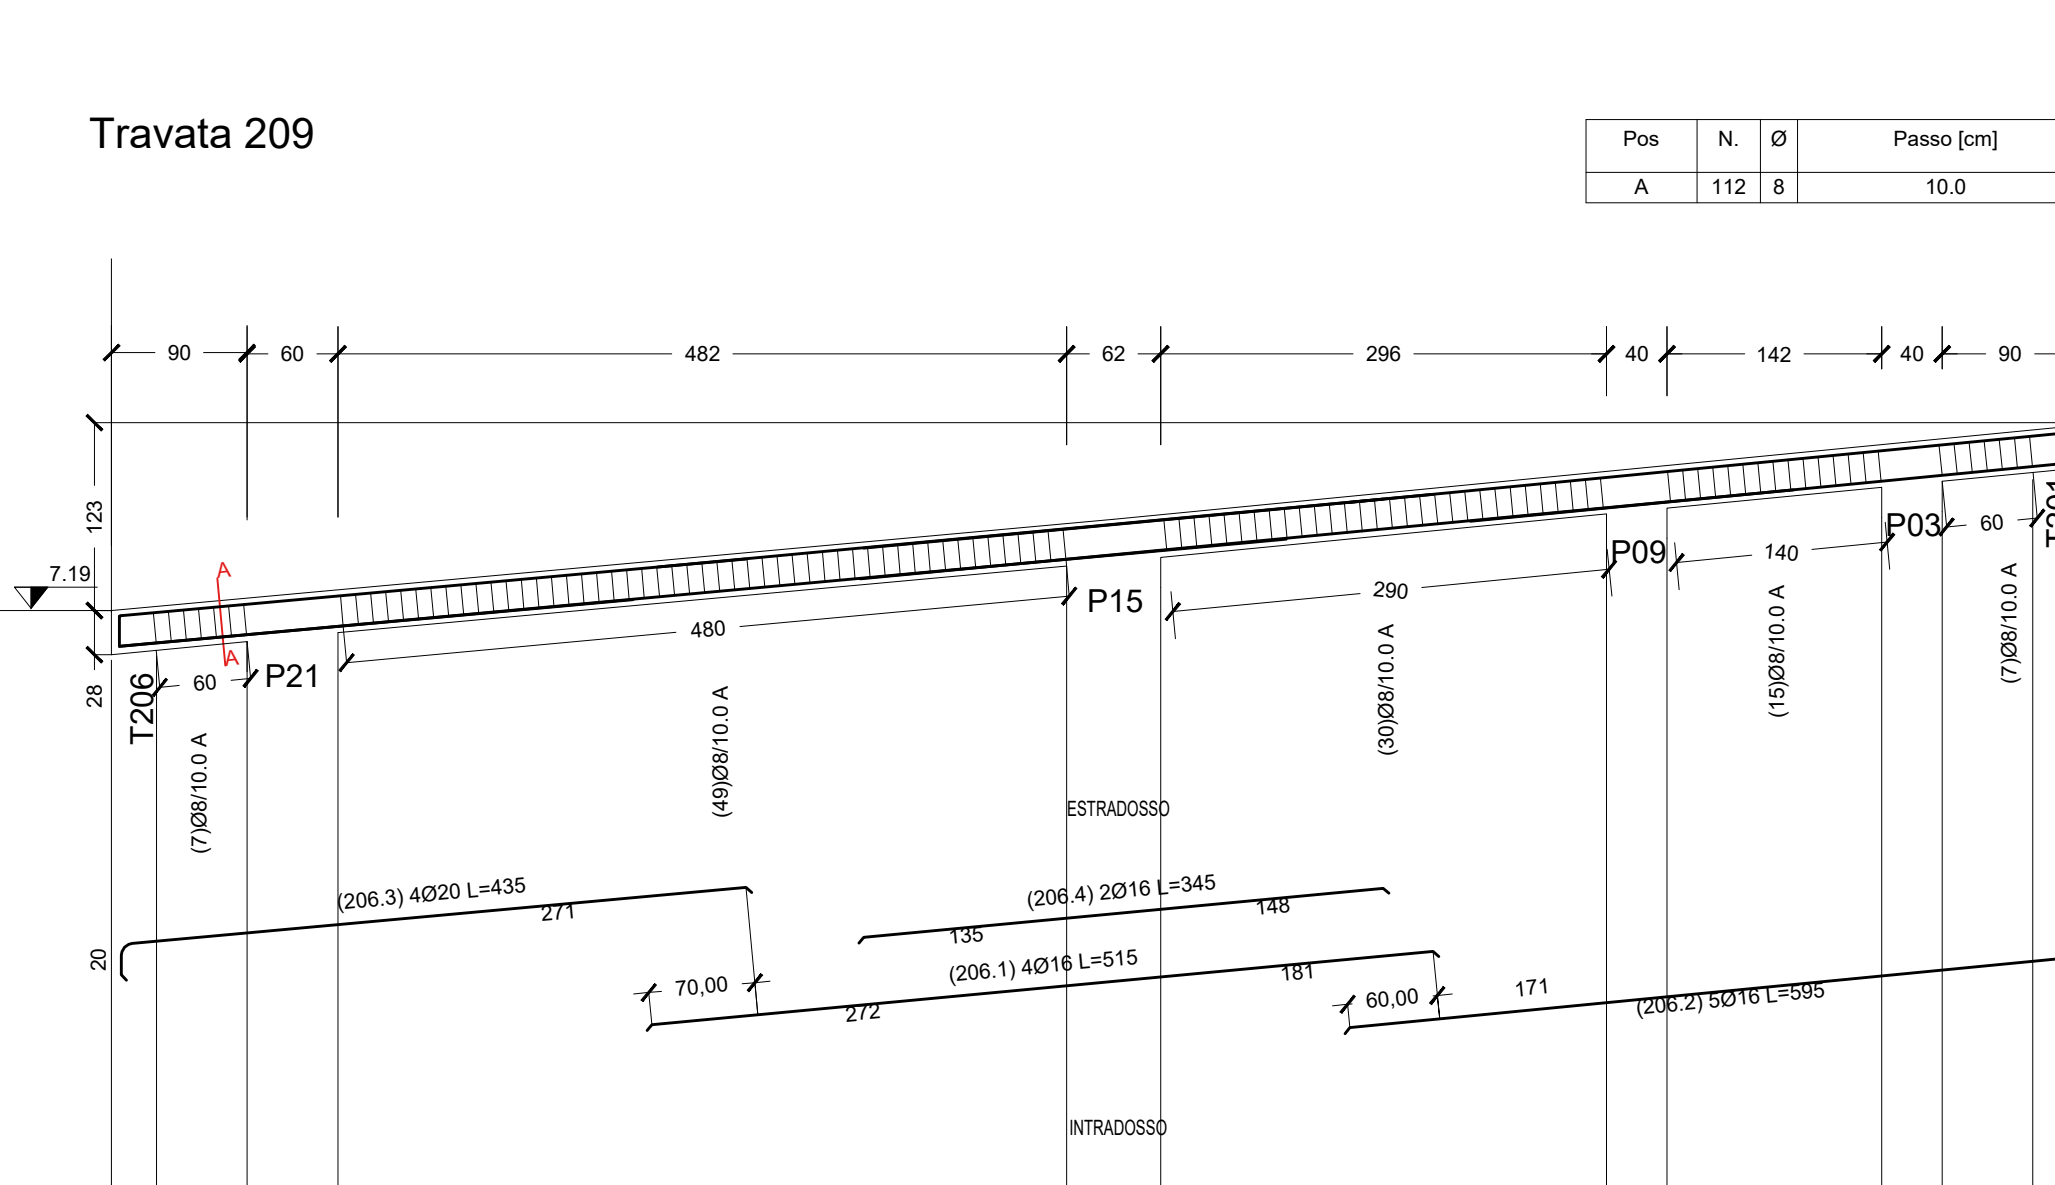 Travata 209
Pos N. Ø Passo [cm]
A 112 8 10.0
90 60 482 62 296 40 142 40 90
123
7.19
28
A
A
T206
60
P21
480
P15
290
P09
140
P03
60
T201
(7)Ø8/10.0 A
(49)Ø8/10.0 A
(30)Ø8/10.0 A
(15)Ø8/10.0 A
(7)Ø8/10.0 A
ESTRADOSSO
(206.3) 4Ø20 L=435
271
20
(206.4) 2Ø16 L=345
135
148
(206.1) 4Ø16 L=515
272
181
70,00
60,00
171
(206.2) 5Ø16 L=595
INTRADOSSO